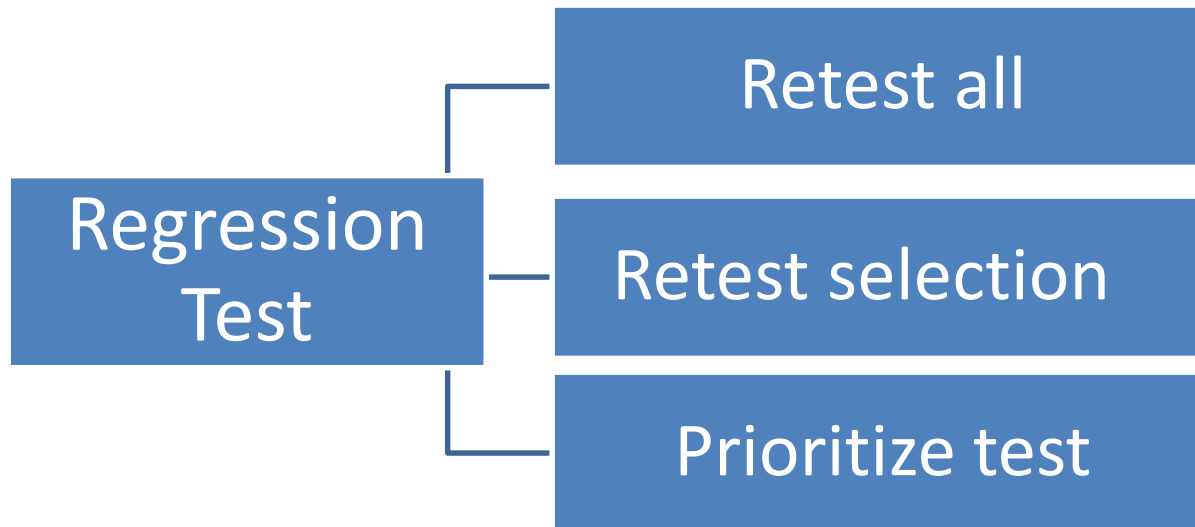 Retest all
Regression
Test
Retest selection
Prioritize test